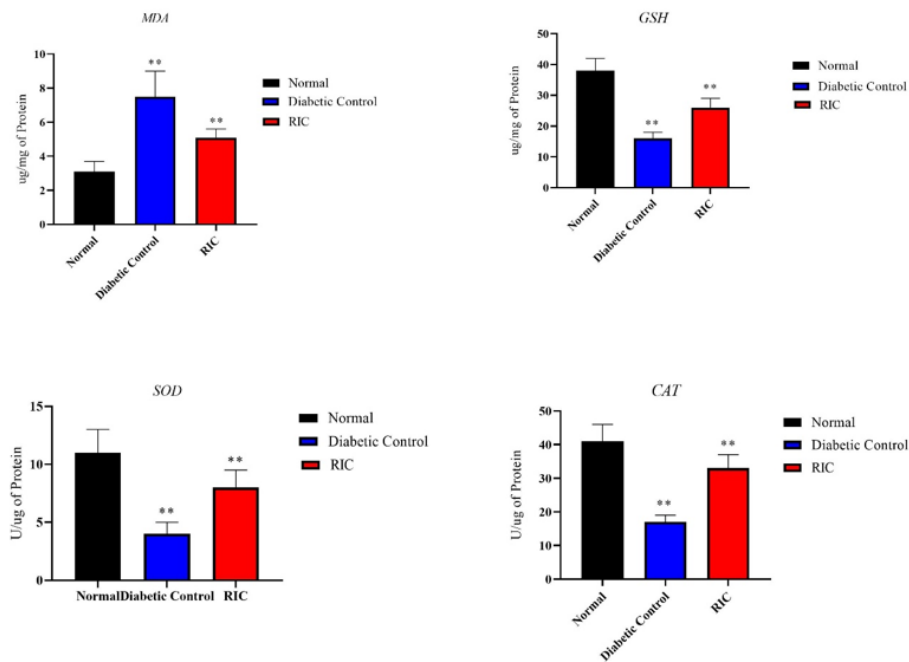 MDA
10
8
6
4
2
0
ug/mg of Protein
**
**
Normal
Diabetic Control
RIC
Normal
Diabetic Control
RIC
GSH
50
40
30
20
10
0
ug/mg of Protein
**
**
Normal
Diabetic Control
RIC
Normal
Diabetic Control
RIC
SOD
15
10
5
0
U/ug of Protein
**
**
Normal
Diabetic Control
RIC
NormalDiabetic Control RIC
CAT
50
40
30
20
10
0
U/ug of Protein
**
**
Normal
Diabetic Control
RIC
Normal
Diabetic Control
RIC